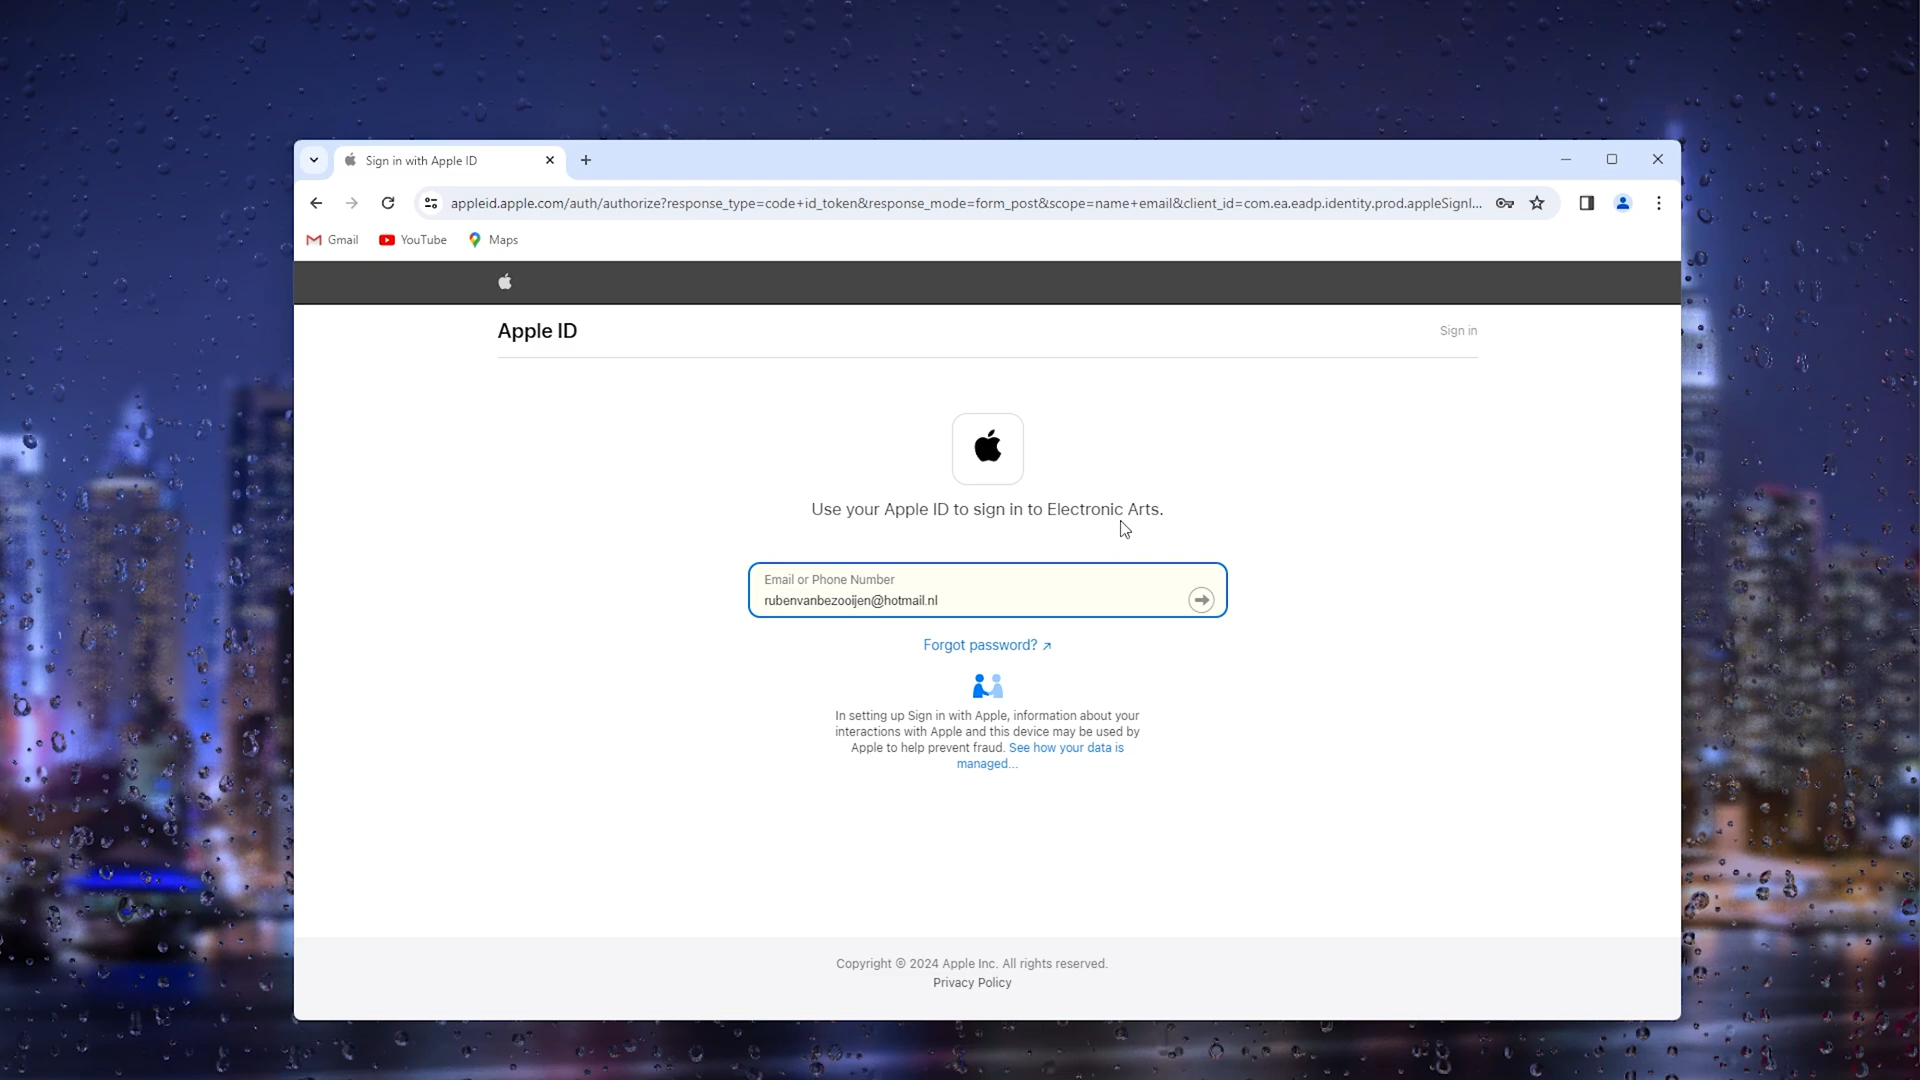 Sign in with Apple ID
appleid.apple.com/auth/authorize?response_type=code+id_token&response_mode=form_post&scope=name+email&client_id=com.ea.eadp.identity.prod.appleSignI...
Gmail
YouTube
Maps
Apple ID
Sign in
Use your Apple ID to sign in to Electronic Arts.
Email or Phone Number
rubenvanbezooijen@hotmail.nl
Forgot password? ↗
In setting up Sign in with Apple, information about your
interactions with Apple and this device may be used by
Apple to help prevent fraud. See how your data is
managed...
Copyright © 2024 Apple Inc. All rights reserved.
Privacy Policy